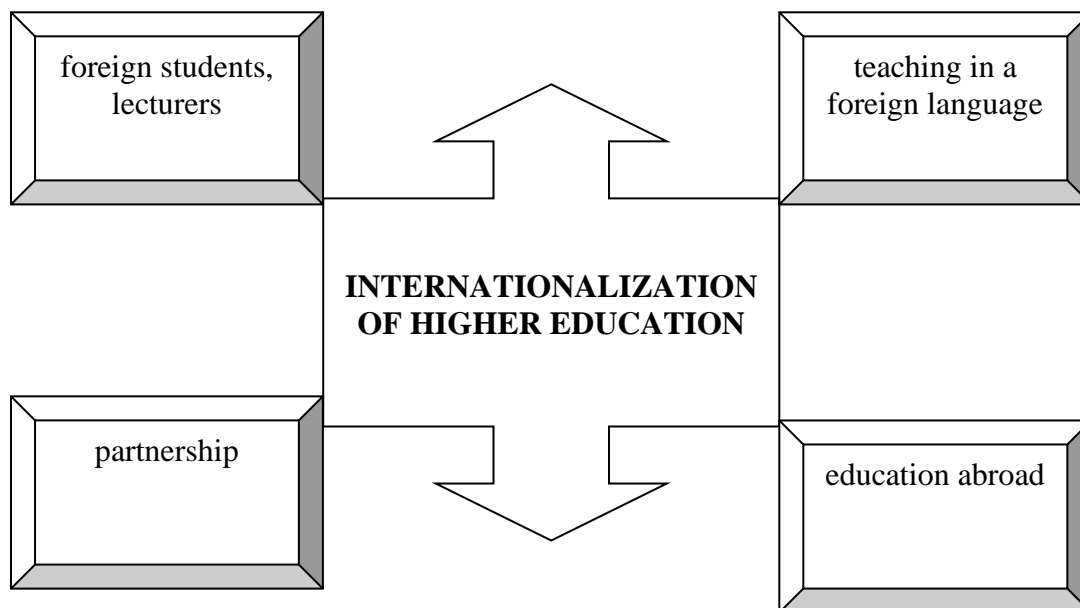 foreign students,
lecturers
teaching in a
foreign language
INTERNATIONALIZATION
OF HIGHER EDUCATION
partnership
education abroad